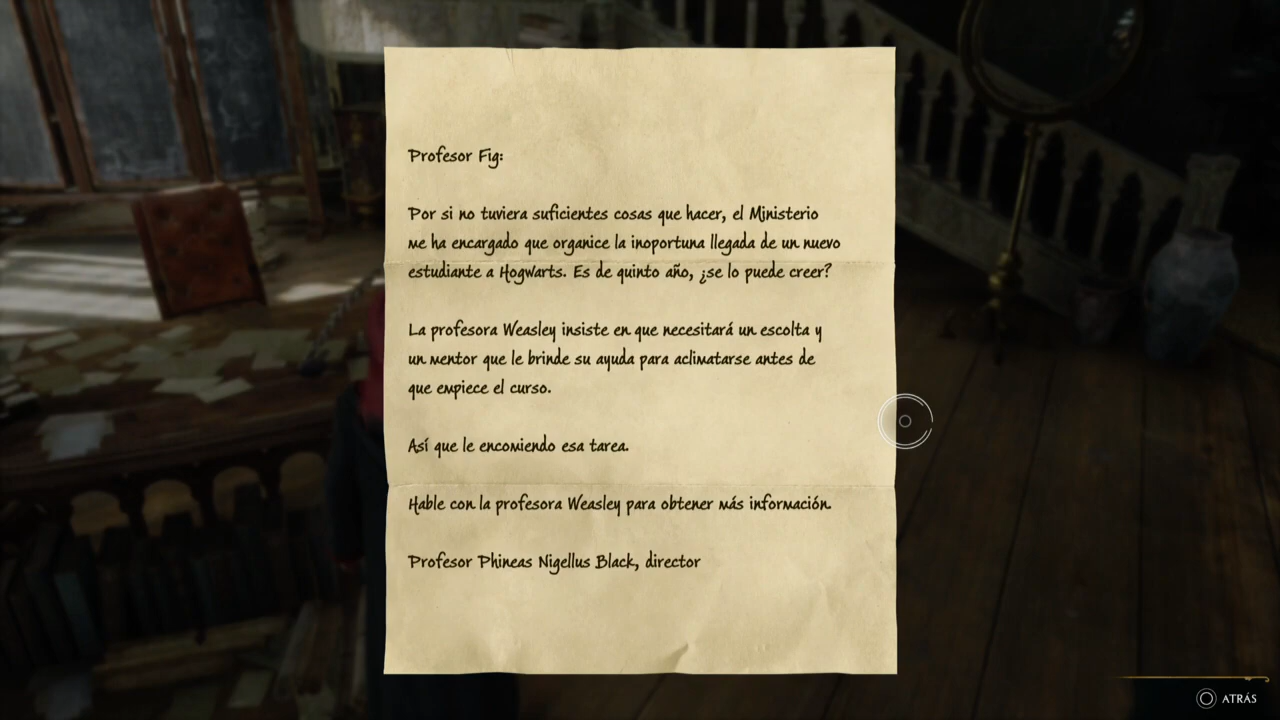 Profesor Fig:
Por si no tuviera suficientes cosas que hacer, el Ministerio
me ha encargado que organice la inoportuna llegada de un nuevo
estudiante a Hogwarts. Es de quinto año, ¿se lo puede creer?
La profesora Weasley insiste en que necesitará un escolta y
un mentor que le brinde su ayuda para aclimatarse antes de
que empiece el curso.
Así que le encomiendo esa tarea.
Hable con la profesora Weasley para obtener más información.
Profesor Phineas Nigellus Black, director
ATRÁS